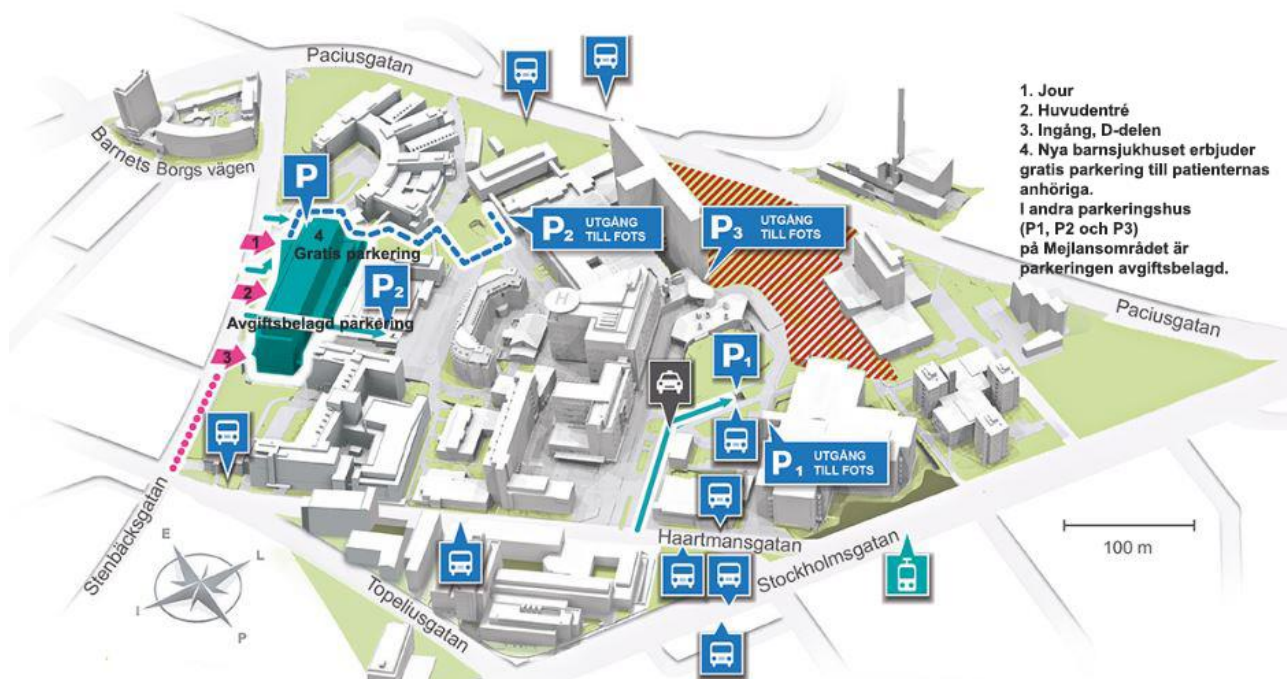 Paciusgatan
Barnets Borgs vägen
1. Jour
2. Huvudentré
3. Ingång, D-delen
4. Nya barnsjukhuset erbjuder
gratis parkering till patienternas
anhöriga.
I andra parkeringshus
(P1, P2 och P3)
på Mejlansområdet är
parkeringen avgiftsbelagd.
P
1
4
Gratis parkering
P2 UTGÅNG
TILL FOTS
P3 UTGÅNG
TILL FOTS
2
P2
Avgiftsbelagd parkering
H
Paciusgatan
3
P1
P1 UTGÅNG
TILL FOTS
Stenbäcksgatan
Haartmansgatan
Stockholmsgatan
Topeliusgatan
100 m
E
L
I
P